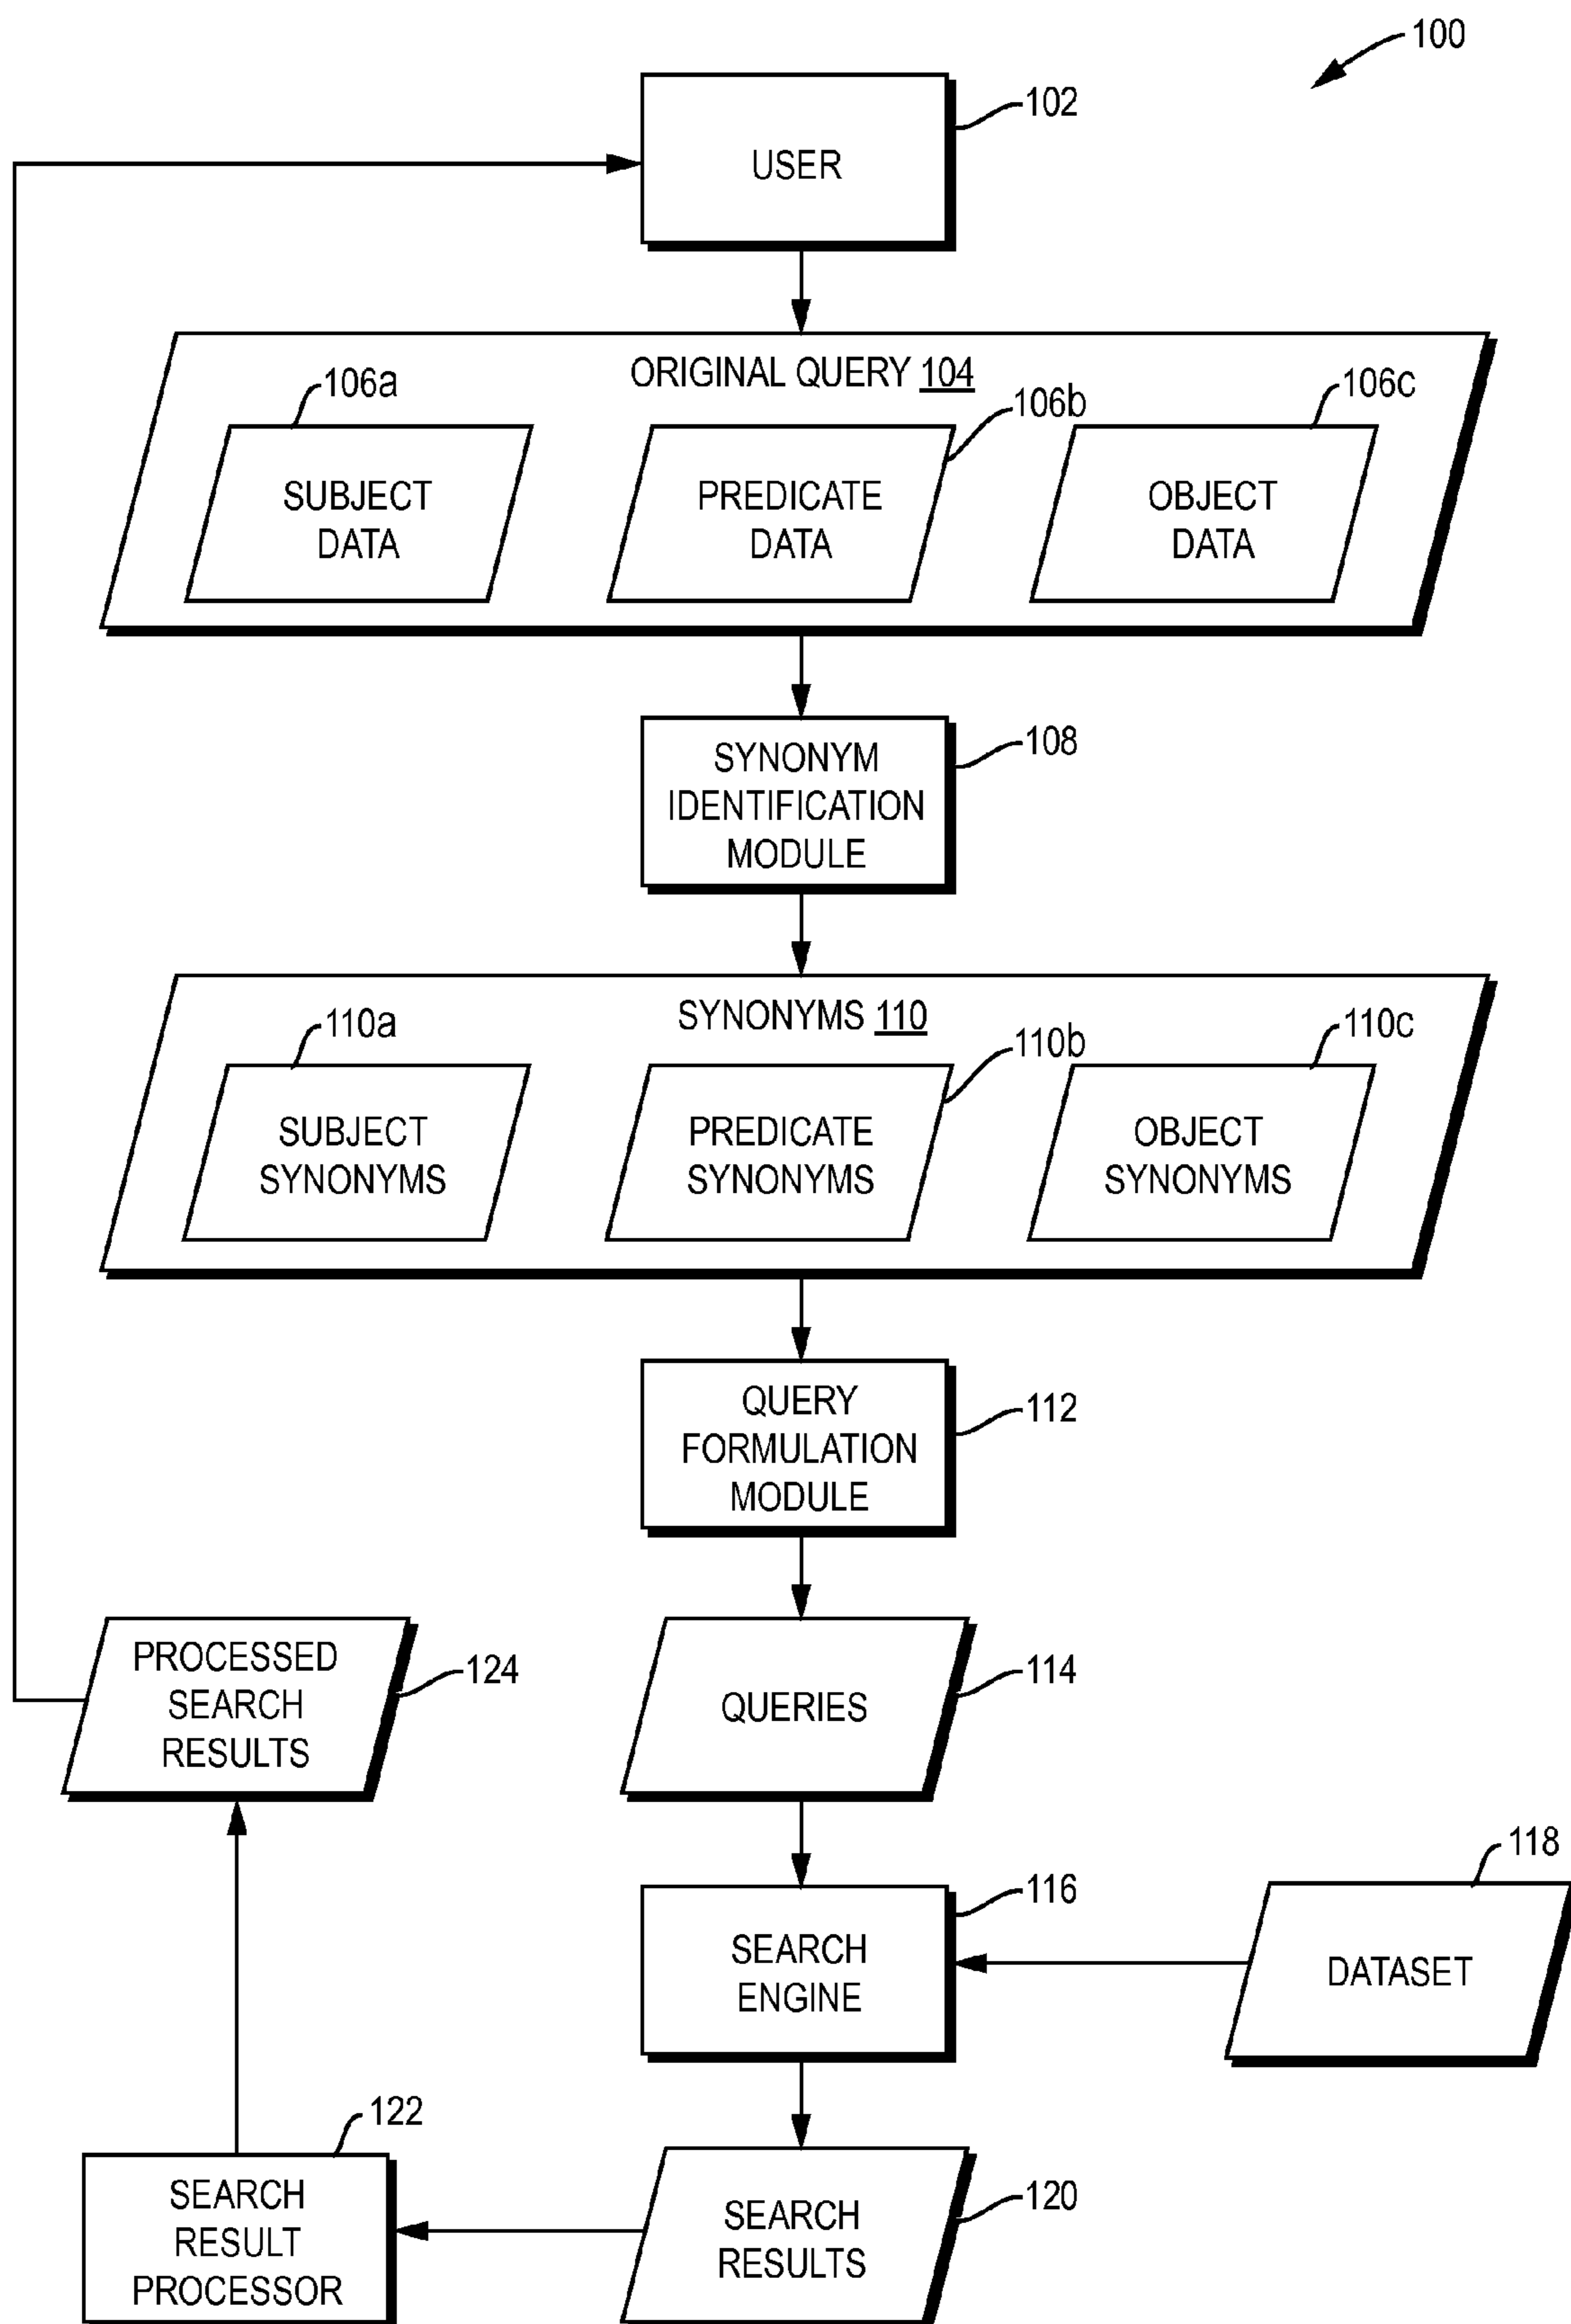 100
102
USER
ORIGINAL QUERY 104
106a
106b
106c
SUBJECT
DATA
PREDICATE
DATA
OBJECT
DATA
108
SYNONYM
IDENTIFICATION
MODULE
SYNONYMS 110
110a
110b
110c
SUBJECT
SYNONYMS
PREDICATE
SYNONYMS
OBJECT
SYNONYMS
112
QUERY
FORMULATION
MODULE
PROCESSED
SEARCH
RESULTS
124
QUERIES
114
116
SEARCH
ENGINE
118
DATASET
122
SEARCH
RESULT
PROCESSOR
SEARCH
RESULTS
120